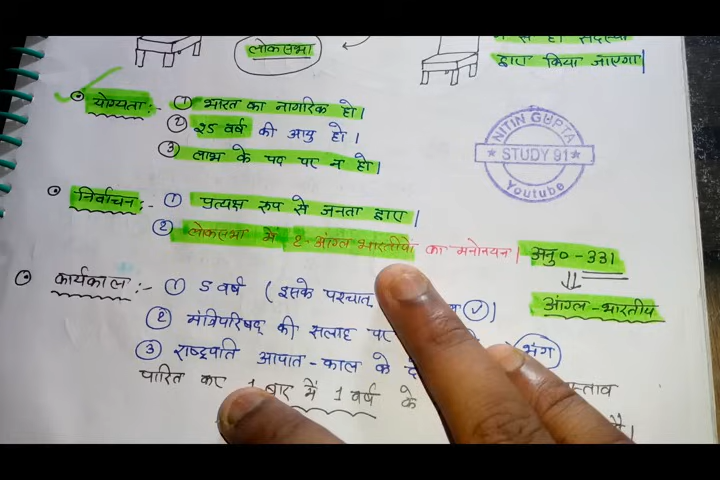 लोकसभा
में से ही सदस्यों
द्वारा किया जाएगा|
योग्यता :- ① भारत का नागरिक हो।
② 25 वर्ष की आयु हो।
③ लाभ के पद पर न हो।
निर्वाचन :- ① प्रत्यक्ष रूप से जनता द्वारा|
② लोकसभा में 2-आंग्ल भारतीयों का मनोनयन| अनु०-331
आंग्ल-भारतीय
कार्यकाल :- ① 5 वर्ष (इसके पश्चात
② मंत्रिपरिषद् की सलाह पर भंग
③ राष्ट्रपति आपात-काल के
पारित कर 1 बार में 1 वर्ष के
में|
NITIN GUPTA
STUDY 91
Youtube